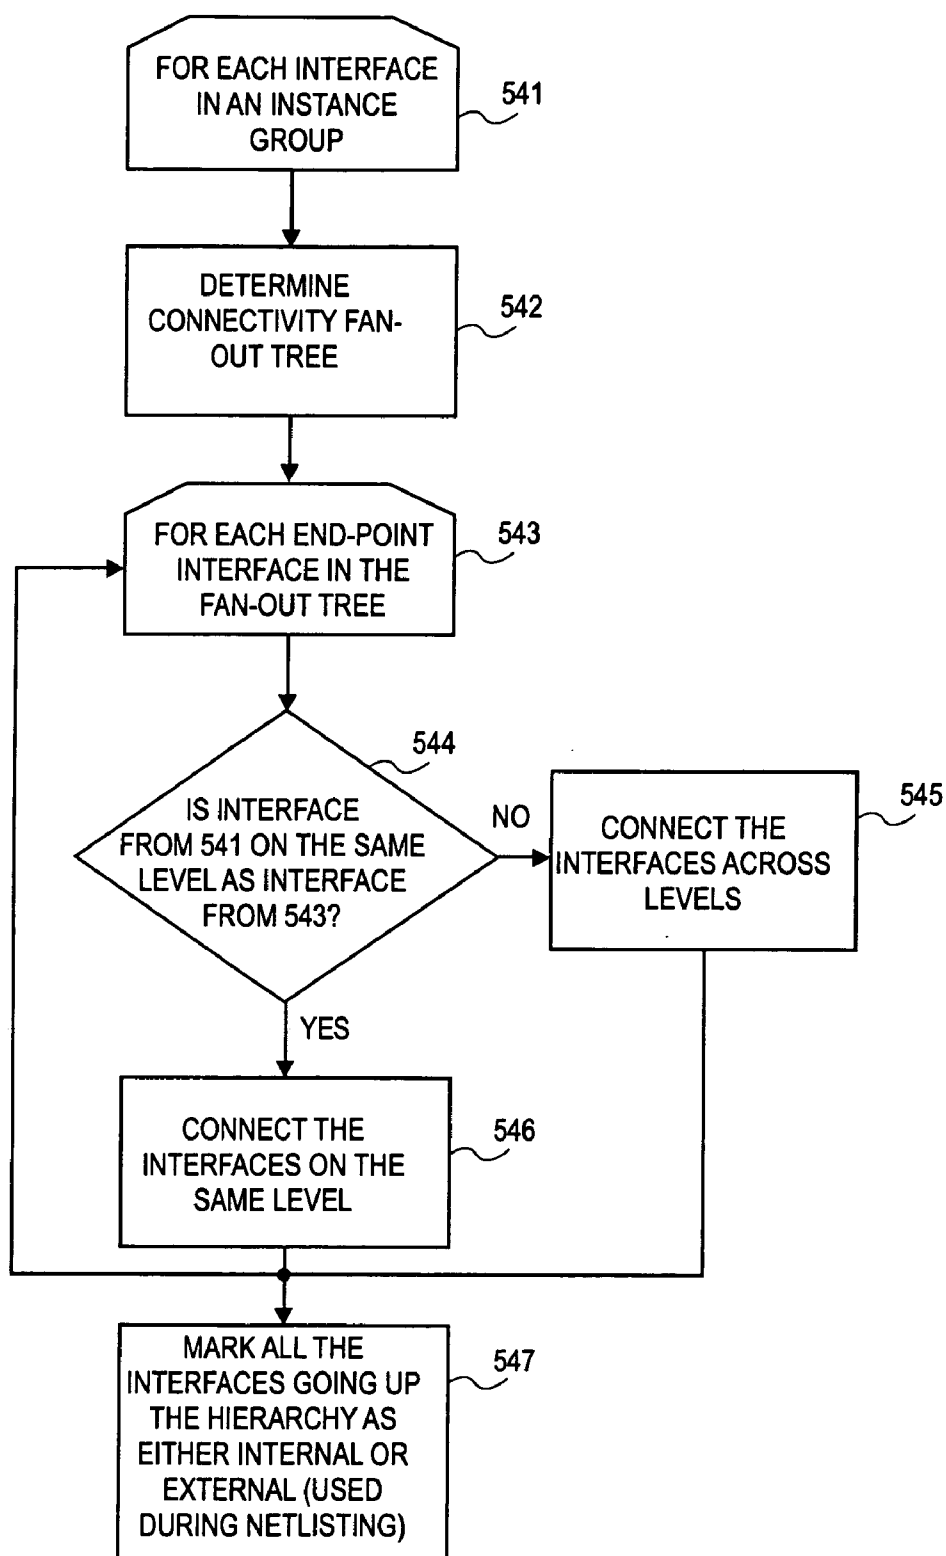 FOR EACH INTERFACE
IN AN INSTANCE
GROUP
541
DETERMINE
CONNECTIVITY FAN-
OUT TREE
542
FOR EACH END-POINT
INTERFACE IN THE
FAN-OUT TREE
543
544
IS INTERFACE
FROM 541 ON THE SAME
LEVEL AS INTERFACE
FROM 543?
NO
CONNECT THE
INTERFACES ACROSS
LEVELS
545
YES
CONNECT THE
INTERFACES ON THE
SAME LEVEL
546
MARK ALL THE
INTERFACES GOING UP
THE HIERARCHY AS
EITHER INTERNAL OR
EXTERNAL (USED
DURING NETLISTING)
547